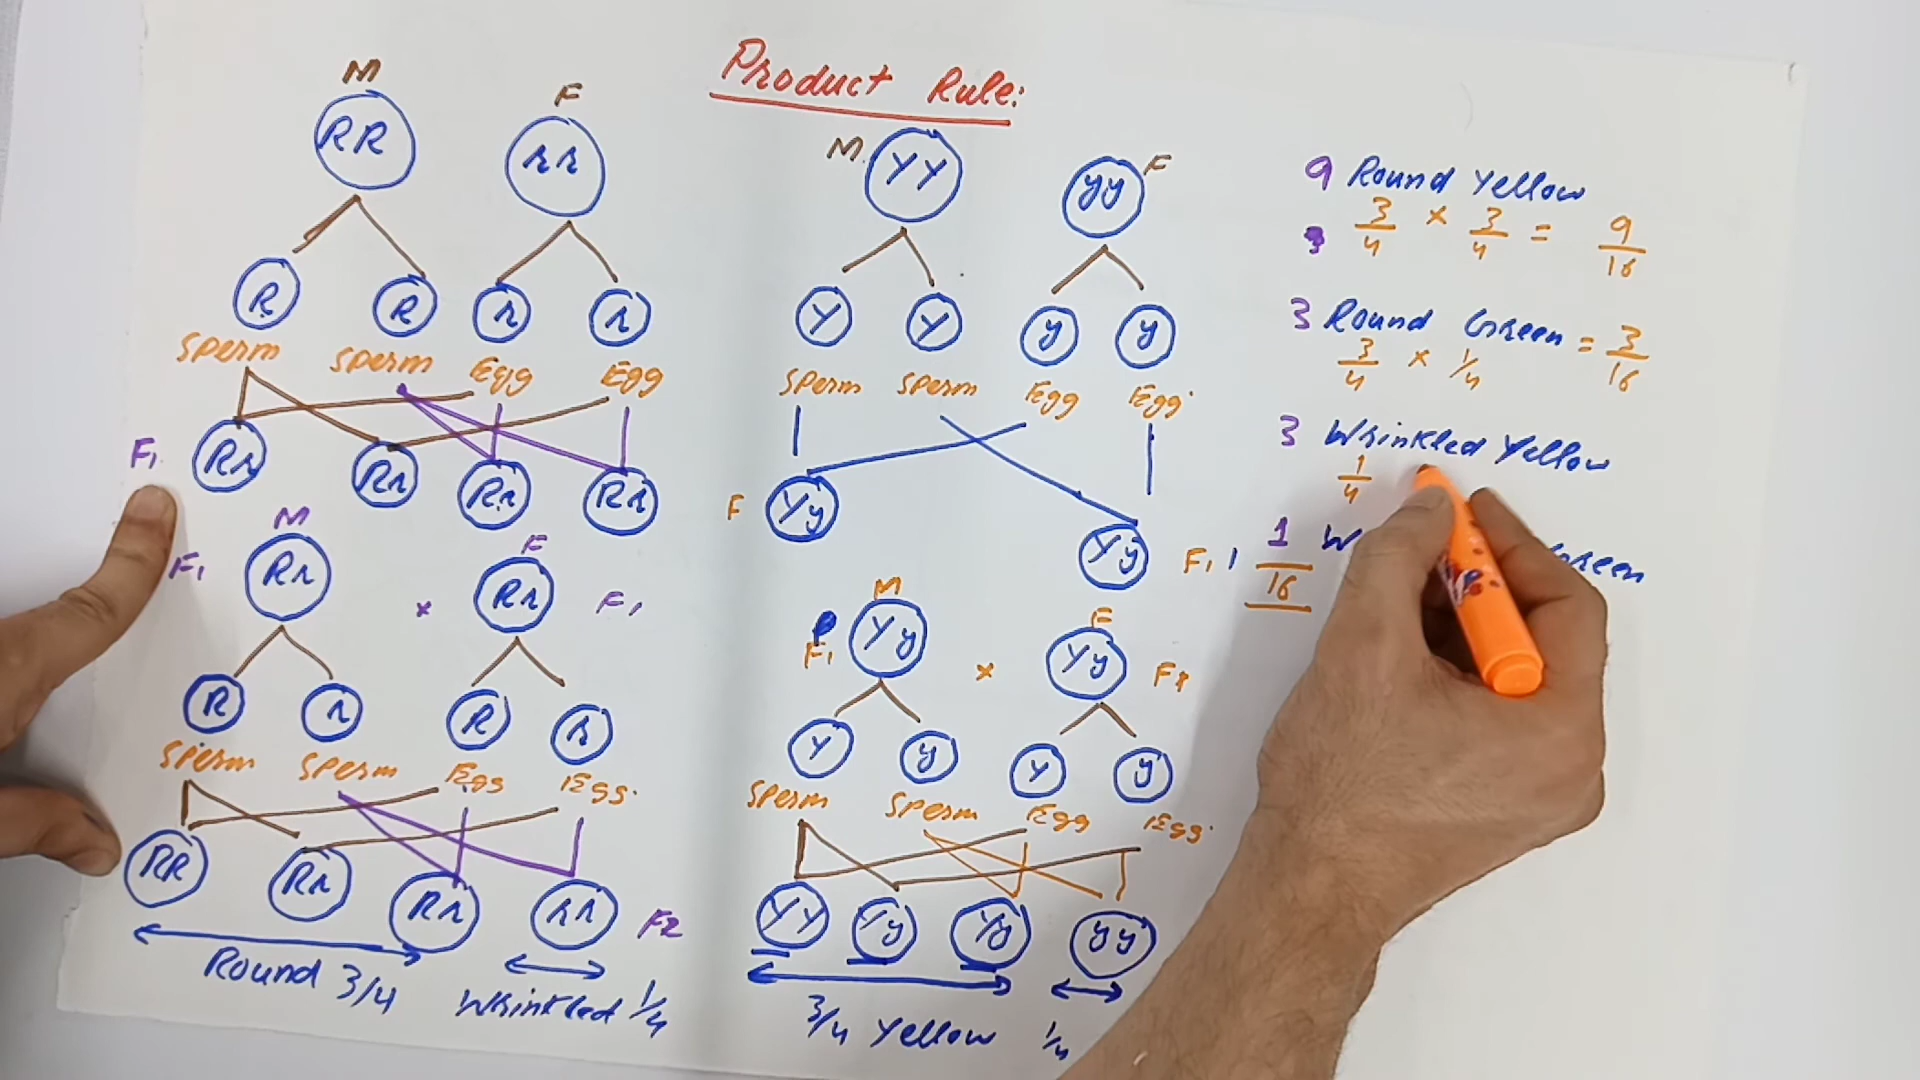 Product Rule:
M
F
RR
rr
R
R
r
r
Sperm
Sperm
Egg
Egg
F1
Rr
Rr
Rr
Rr
M
F
F1
Rr
x
Rr
F1
R
r
R
r
Sperm
Sperm
Egg
Egg.
RR
Rr
Rr
rr
F2
Round 3/4
Whinkled 1/4
M.
F
YY
yy
Y
Y
y
y
Sperm
Sperm
Egg
Egg.
F
Yy
Yy
F1
M
F
F1
Yy
x
Yy
Y
y
Y
y
Sperm
Sperm
Egg
Egg.
YY
Yy
Yy
yy
3/4 Yellow
1/4
9 Round Yellow
3/4 x 3/4 = 9/16
3
3 Round Green = 3/16
3/4 x 1/4
3 Whinkled Yellow
1/4
1
16